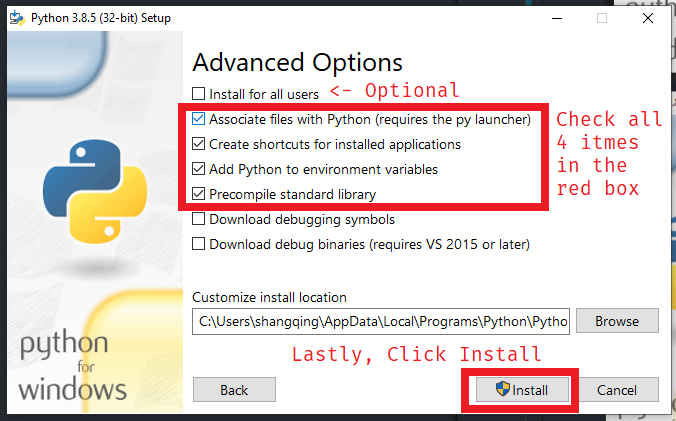 Python 3.8.5 (32-bit) Setup
Advanced Options
Install for all users <- Optional
Associate files with Python (requires the py launcher)
Create shortcuts for installed applications
Add Python to environment variables
Precompile standard library
Check all
4 itmes
in the
red box
Download debugging symbols
Download debug binaries (requires VS 2015 or later)
Customize install location
C:\Users\shangqing\AppData\Local\Programs\Python\Pytho
Browse
Lastly, Click Install
python
for
windows
Back
Install
Cancel